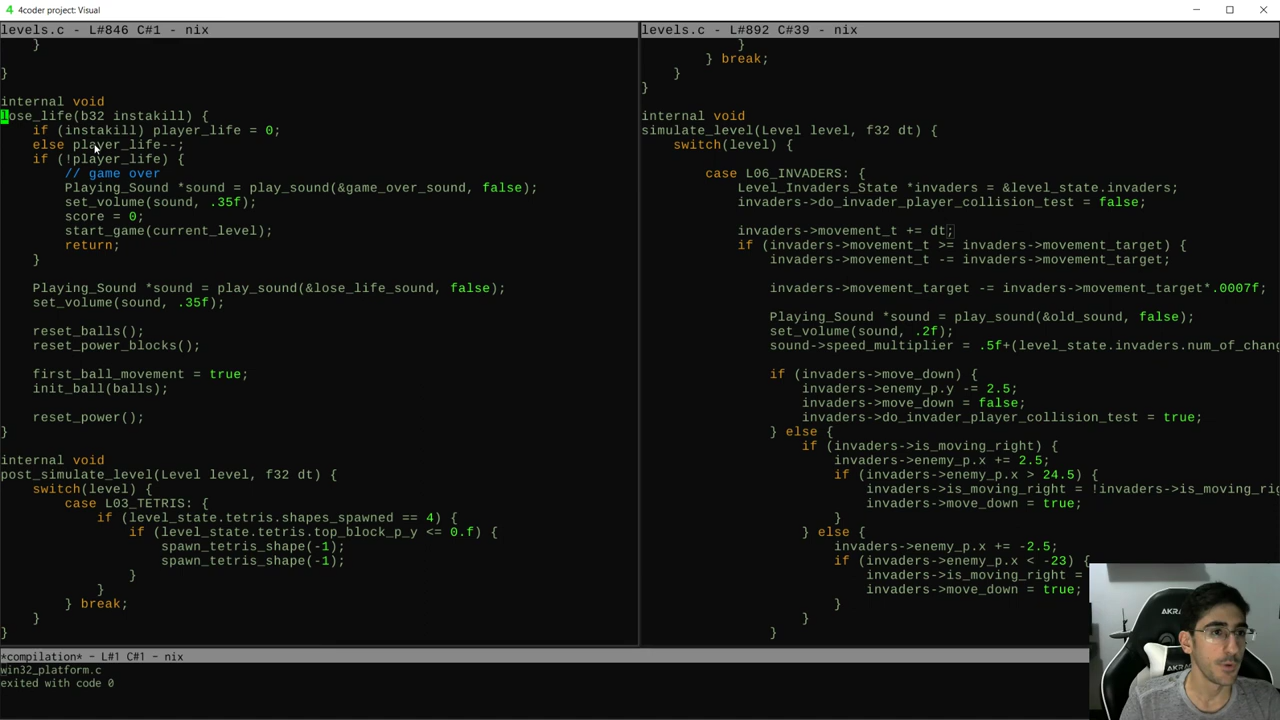 4coder project: Visual
levels.c - L#846 C#1 - nix
}
}
internal void
lose_life(b32 instakill) {
if (instakill) player_life = 0;
else player_life--;
if (!player_life) {
// game over
Playing_Sound *sound = play_sound(&game_over_sound, false);
set_volume(sound, .35f);
score = 0;
start_game(current_level);
return;
}
Playing_Sound *sound = play_sound(&lose_life_sound, false);
set_volume(sound, .35f);
reset_balls();
reset_power_blocks();
first_ball_movement = true;
init_ball(balls);
reset_power();
}
internal void
post_simulate_level(Level level, f32 dt) {
switch(level) {
case L03_TETRIS: {
if (level_state.tetris.shapes_spawned == 4) {
if (level_state.tetris.top_block_p_y <= 0.f) {
spawn_tetris_shape(-1);
spawn_tetris_shape(-1);
}
}
} break;
}
}
levels.c - L#892 C#39 - nix
}
} break;
}
}
internal void
simulate_level(Level level, f32 dt) {
switch(level) {
case L06_INVADERS: {
Level_Invaders_State *invaders = &level_state.invaders;
invaders->do_invader_player_collision_test = false;
invaders->movement_t += dt;
if (invaders->movement_t >= invaders->movement_target) {
invaders->movement_t -= invaders->movement_target;
invaders->movement_target -= invaders->movement_target*.0007f;
Playing_Sound *sound = play_sound(&old_sound, false);
set_volume(sound, .2f);
sound->speed_multiplier = .5f+(level_state.invaders.num_of_chang
if (invaders->move_down) {
invaders->enemy_p.y -= 2.5;
invaders->move_down = false;
invaders->do_invader_player_collision_test = true;
} else {
if (invaders->is_moving_right) {
invaders->enemy_p.x += 2.5;
if (invaders->enemy_p.x > 24.5) {
invaders->is_moving_right = !invaders->is_moving_rig
invaders->move_down = true;
}
} else {
invaders->enemy_p.x += -2.5;
if (invaders->enemy_p.x < -23) {
invaders->is_moving_right =
invaders->move_down = true;
}
}
}
*compilation* - L#1 C#1 - nix
win32_platform.c
exited with code 0